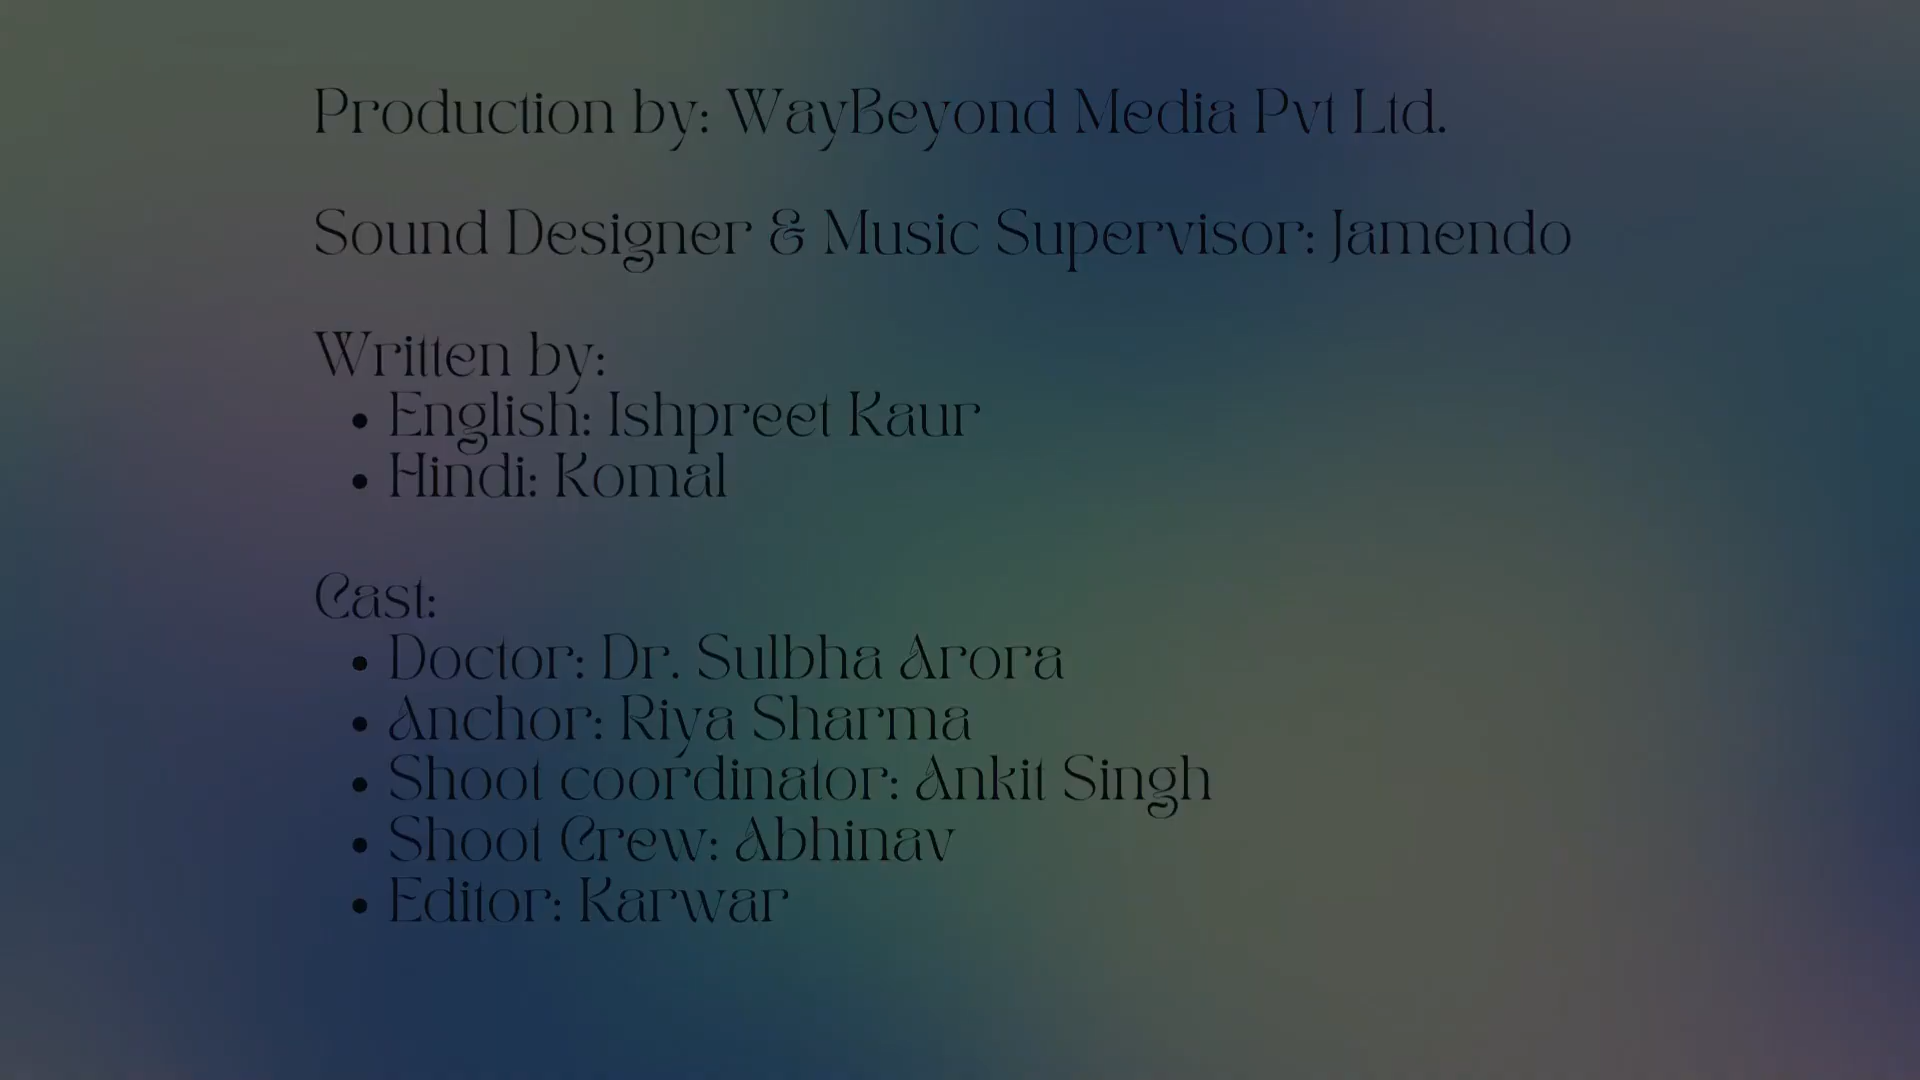 Production by: WayBeyond Media Pvt Ltd.
Sound Designer & Music Supervisor: Jamendo
Written by:
• English: Ishpreet Kaur
• Hindi: Komal
Cast:
• Doctor: Dr. Sulbha Arora
• Anchor: Riya Sharma
• Shoot coordinator: Ankit Singh
• Shoot Crew: Abhinav
• Editor: Karwar